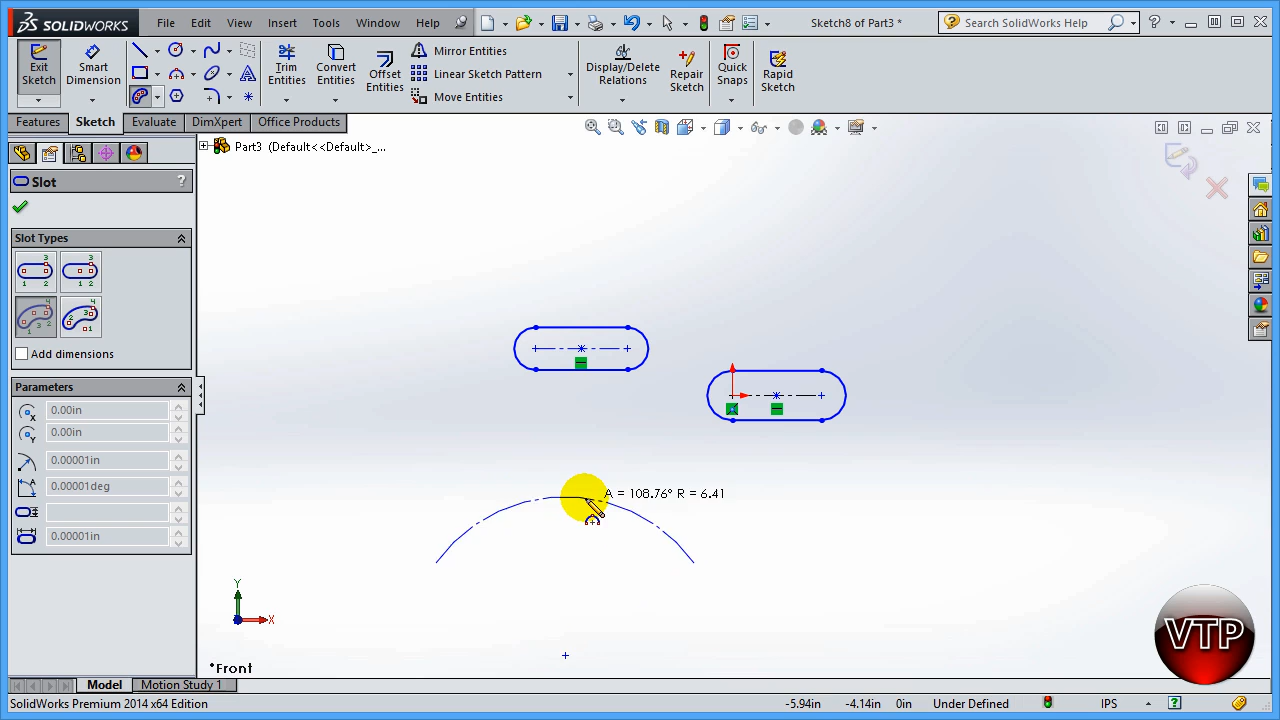 SOLIDWORKS File Edit View Insert Tools Window Help Sketch8 of Part3 * Search SolidWorks Help
Exit Sketch
Smart Dimension
Trim Entities
Convert Entities
Offset Entities
Mirror Entities
Linear Sketch Pattern
Move Entities
Display/Delete Relations
Repair Sketch
Quick Snaps
Rapid Sketch
Features Sketch Evaluate DimXpert Office Products
Part3 (Default<<Default>_...
Slot ?
Slot Types
Add dimensions
Parameters
0.00in
0.00in
0.00001in
0.00001deg
0.00001in
A = 108.76° R = 6.41
Y
X
*Front
VTP
Model Motion Study 1
SolidWorks Premium 2014 x64 Edition -5.94in -4.14in 0in Under Defined IPS